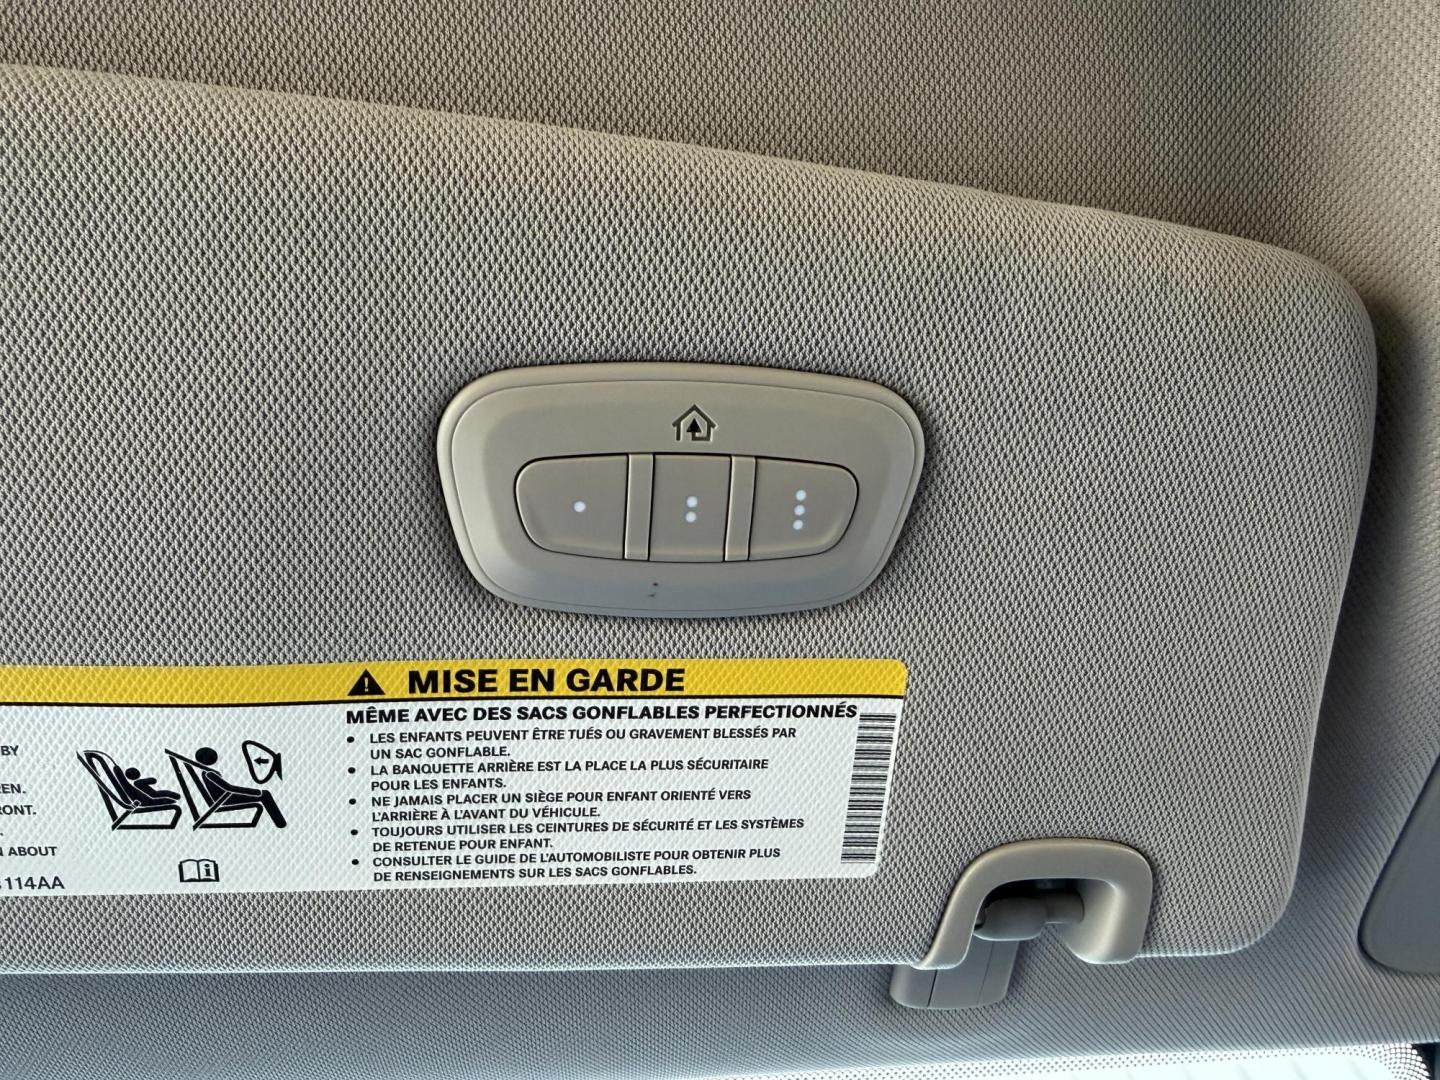 MISE EN GARDE
MÊME AVEC DES SACS GONFLABLES PERFECTIONNÉS
• LES ENFANTS PEUVENT ÊTRE TUÉS OU GRAVEMENT BLESSÉS PAR
UN SAC GONFLABLE.
• LA BANQUETTE ARRIÈRE EST LA PLACE LA PLUS SÉCURITAIRE
POUR LES ENFANTS.
• NE JAMAIS PLACER UN SIÈGE POUR ENFANT ORIENTÉ VERS
L'ARRIÈRE À L'AVANT DU VÉHICULE.
• TOUJOURS UTILISER LES CEINTURES DE SÉCURITÉ ET LES SYSTÈMES
DE RETENUE POUR ENFANT.
• CONSULTER LE GUIDE DE L'AUTOMOBILISTE POUR OBTENIR PLUS
DE RENSEIGNEMENTS SUR LES SACS GONFLABLES.
BY
EN.
RONT.
ABOUT
114AA